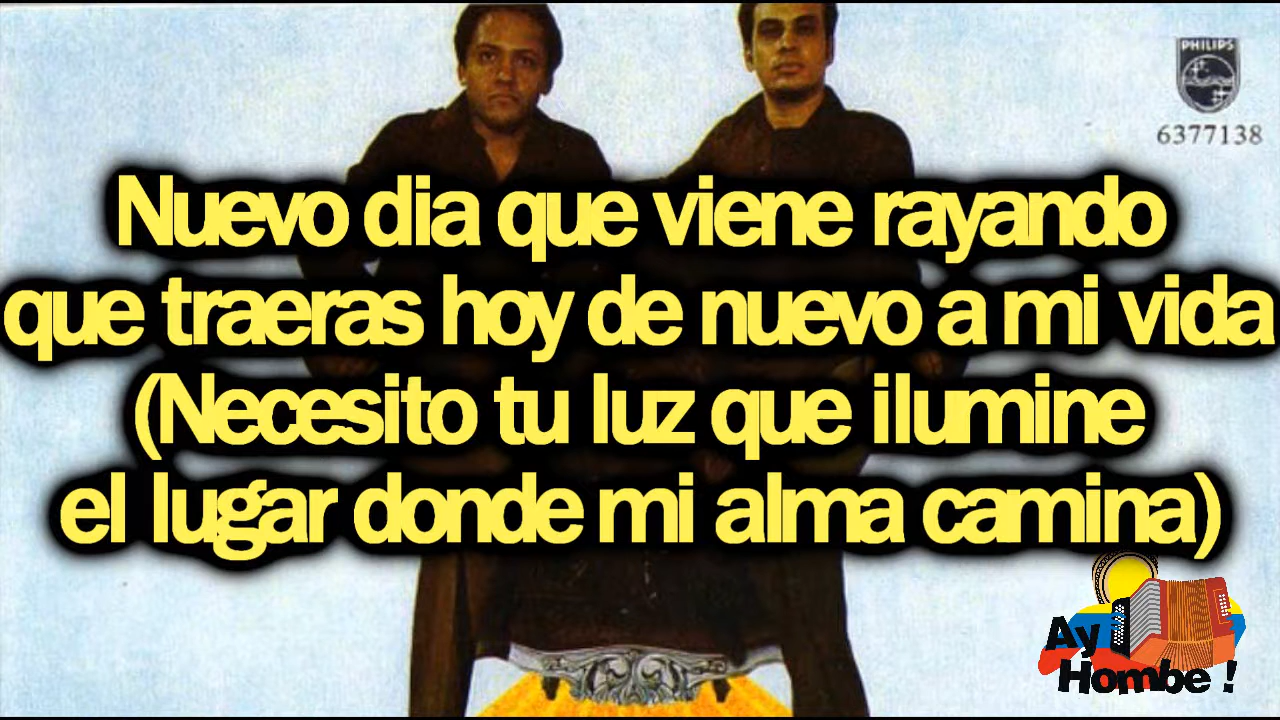 PHILIPS
6377138
Nuevo dia que viene rayando
que traeras hoy de nuevo a mi vida
(Necesito tu luz que ilumine
el lugar donde mi alma camina)
Ay
Hombe !